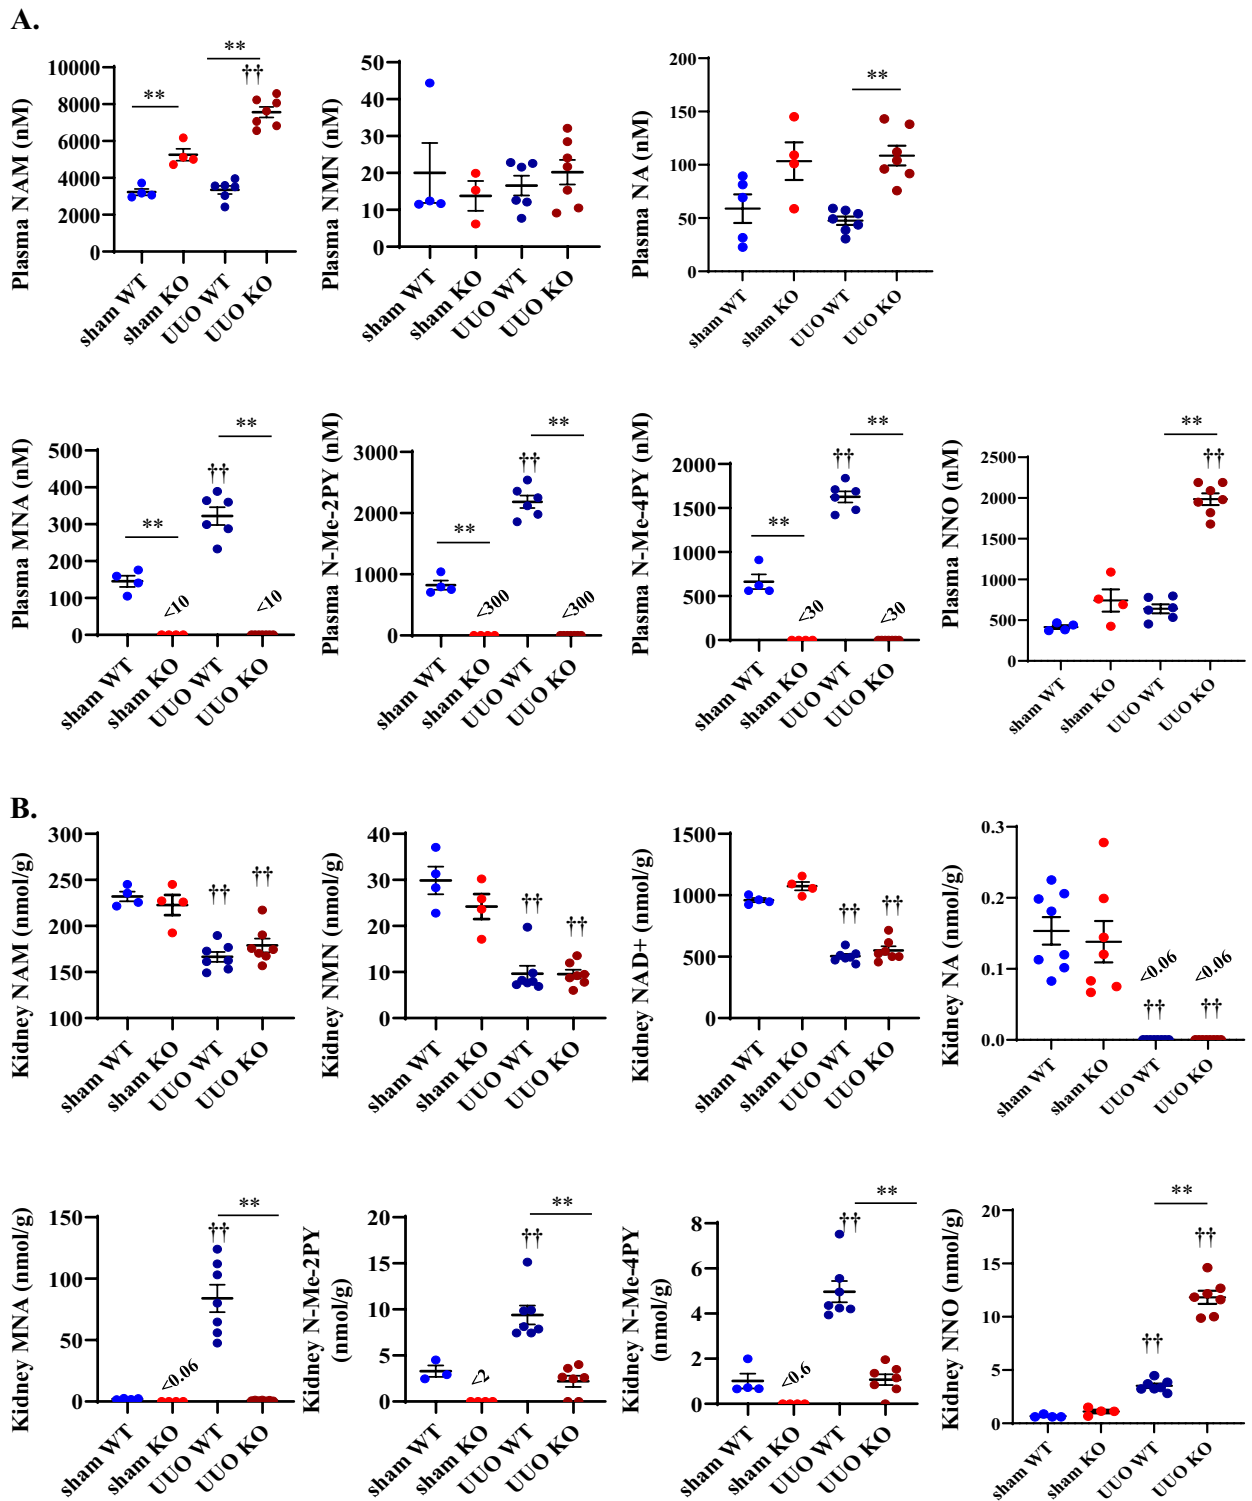 A.
Plasma NAM (nM)
10000
8000
6000
4000
2000
0
**
**
††
sham WT
sham KO
UUO WT
UUO KO
Plasma NMN (nM)
50
40
30
20
10
0
sham WT
sham KO
UUO WT
UUO KO
Plasma NA (nM)
200
150
100
50
0
**
sham WT
sham KO
UUO WT
UUO KO
Plasma MNA (nM)
500
400
300
200
100
0
**
**
††
<10
<10
sham WT
sham KO
UUO WT
UUO KO
Plasma N-Me-2PY (nM)
3000
2000
1000
0
**
**
††
<300
<300
sham WT
sham KO
UUO WT
UUO KO
Plasma N-Me-4PY (nM)
2000
1500
1000
500
0
**
**
††
<30
<30
sham WT
sham KO
UUO WT
UUO KO
Plasma NNO (nM)
2500
2000
1500
1000
500
0
**
††
sham WT
sham KO
UUO WT
UUO KO
B.
Kidney NAM (nmol/g)
300
250
200
150
100
††
††
sham WT
sham KO
UUO WT
UUO KO
Kidney NMN (nmol/g)
40
30
20
10
0
††
††
sham WT
sham KO
UUO WT
UUO KO
Kidney NAD+ (nmol/g)
1500
1000
500
0
††
††
sham WT
sham KO
UUO WT
UUO KO
Kidney NA (nmol/g)
0.3
0.2
0.1
0.0
<0.06
<0.06
††
††
sham WT
sham KO
UUO WT
UUO KO
Kidney MNA (nmol/g)
150
100
50
0
**
††
<0.06
sham WT
sham KO
UUO WT
UUO KO
Kidney N-Me-2PY
(nmol/g)
20
15
10
5
0
**
††
<2
sham WT
sham KO
UUO WT
UUO KO
Kidney N-Me-4PY
(nmol/g)
8
6
4
2
0
**
††
<0.6
sham WT
sham KO
UUO WT
UUO KO
Kidney NNO (nmol/g)
20
15
10
5
0
**
††
††
sham WT
sham KO
UUO WT
UUO KO